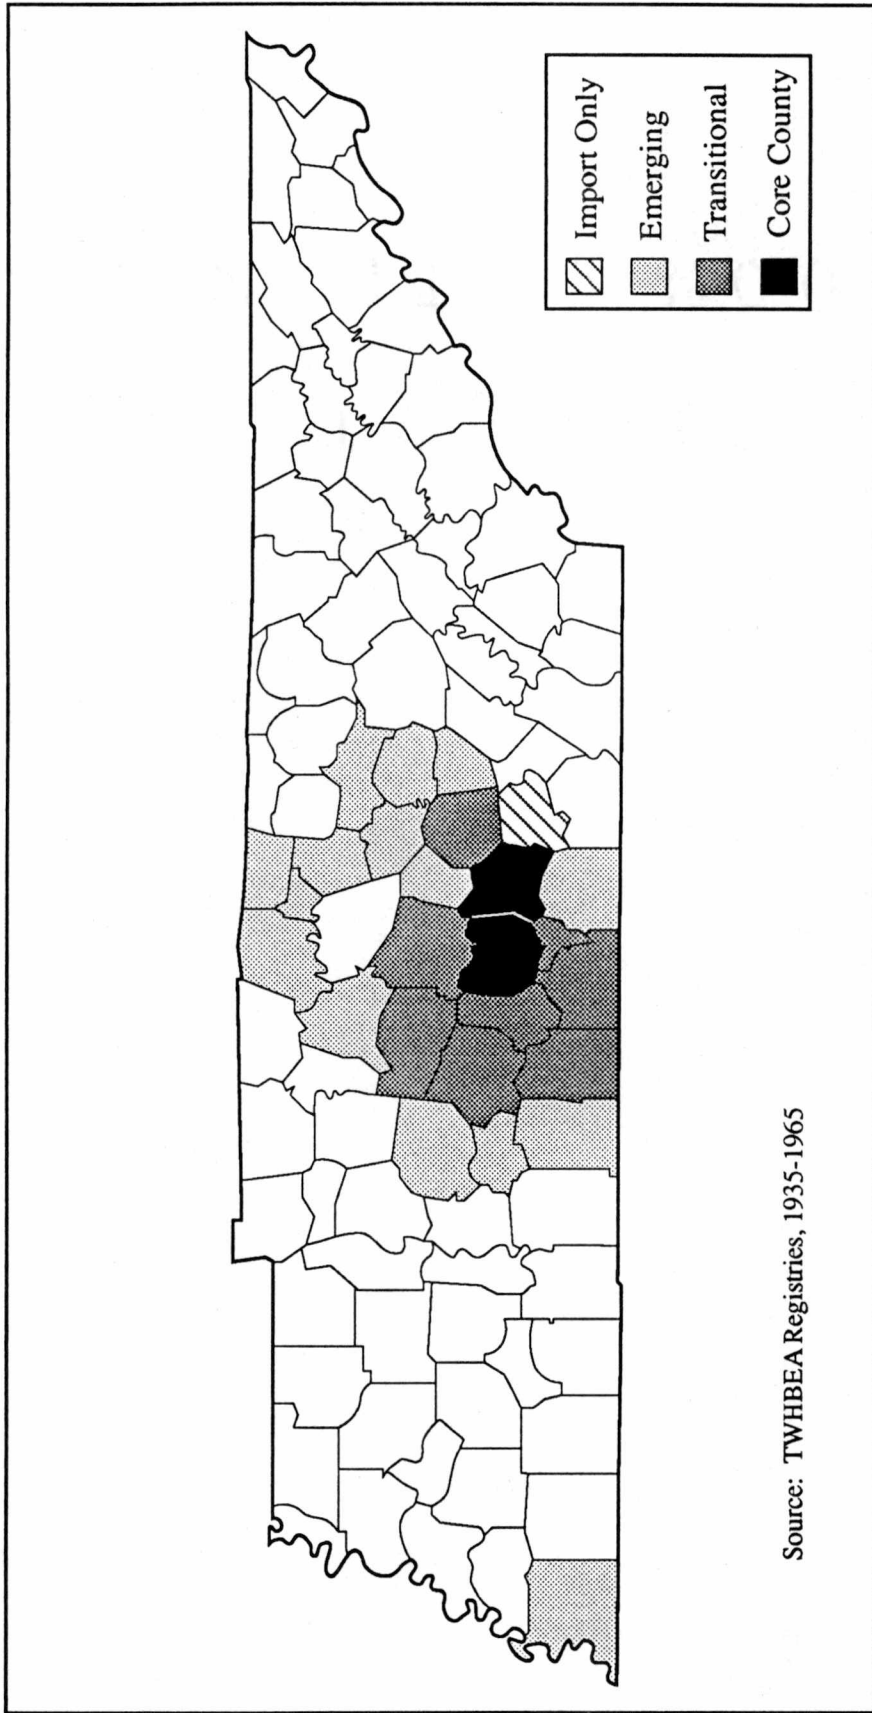 Import Only
Emerging
Transitional
Core County
Source: TWHBEA Registries, 1935-1965